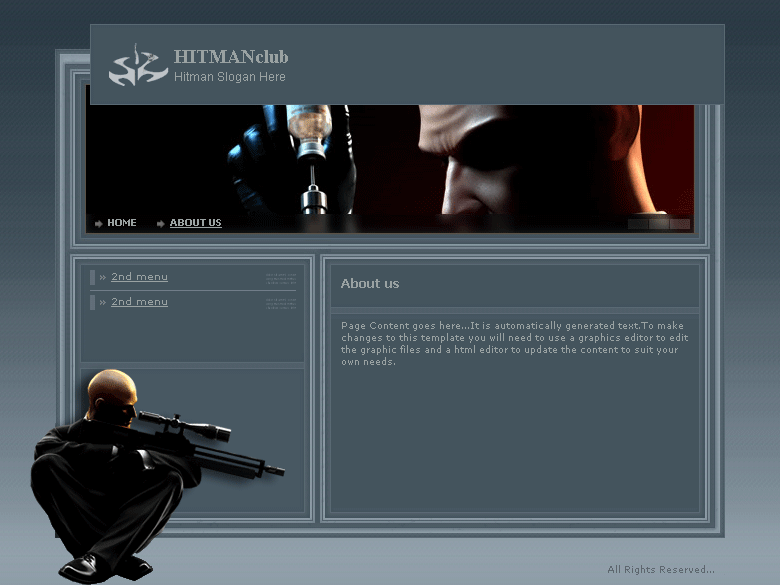 HITMANclub
Hitman Slogan Here
HOME
ABOUT US
» 2nd menu
» 2nd menu
About us
Page Content goes here...It is automatically generated text.To make
changes to this template you will need to use a graphics editor to edit
the graphic files and a html editor to update the content to suit your
own needs.
All Rights Reserved...